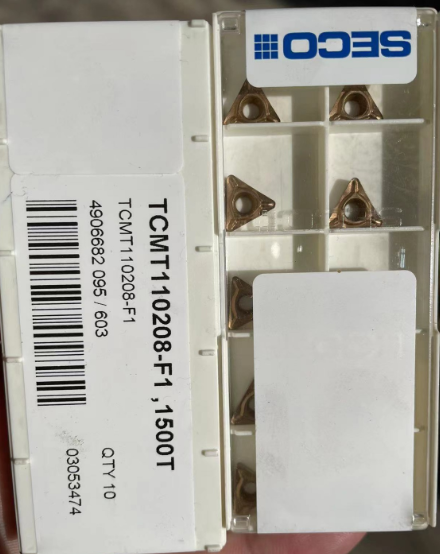 SECO
TCMT110208-F1 ,1500T
TCMT110208-F1
4906682 095 / 603
QTY 10
03053474